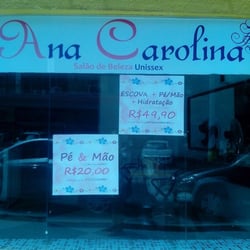 Ana Carolina
Salão de Beleza Unissex
ESCOVA + Pé/Mão
+ Hidratação
R$49,90
Pé & Mão
R$20,00